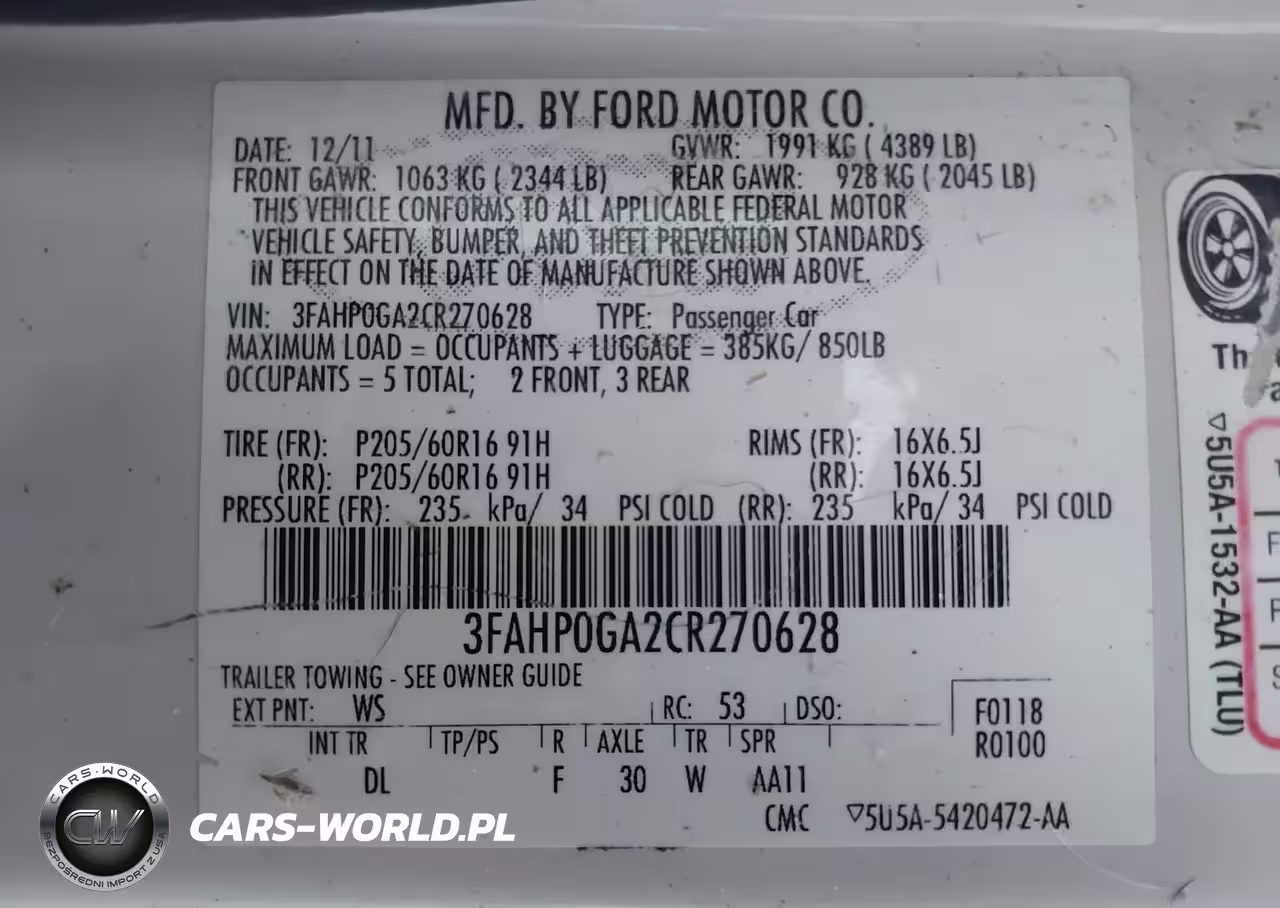 MFD. BY FORD MOTOR CO.
DATE: 12/11 GVWR: 1991 KG ( 4389 LB)
FRONT GAWR: 1063 KG ( 2344 LB) REAR GAWR: 928 KG ( 2045 LB)
THIS VEHICLE CONFORMS TO ALL APPLICABLE FEDERAL MOTOR
VEHICLE SAFETY, BUMPER, AND THEFT PREVENTION STANDARDS
IN EFFECT ON THE DATE OF MANUFACTURE SHOWN ABOVE.
VIN: 3FAHP0GA2CR270628 TYPE: Passenger Car
MAXIMUM LOAD = OCCUPANTS + LUGGAGE = 385KG/ 850LB
OCCUPANTS = 5 TOTAL; 2 FRONT, 3 REAR
TIRE (FR): P205/60R16 91H RIMS (FR): 16X6.5J
(RR): P205/60R16 91H (RR): 16X6.5J
PRESSURE (FR): 235 kPa/ 34 PSI COLD (RR): 235 kPa/ 34 PSI COLD
3FAHP0GA2CR270628
TRAILER TOWING - SEE OWNER GUIDE
EXT PNT: WS RC: 53 DSO: F0118
INT TR TP/PS R AXLE TR SPR R0100
DL F 30 W AA11
CMC ▽5U5A-5420472-AA
▽5U5A-1532-AA (TLU)
CARS-WORLD
CW
BEZPOŚREDNI IMPORT Z USA
CARS-WORLD.PL